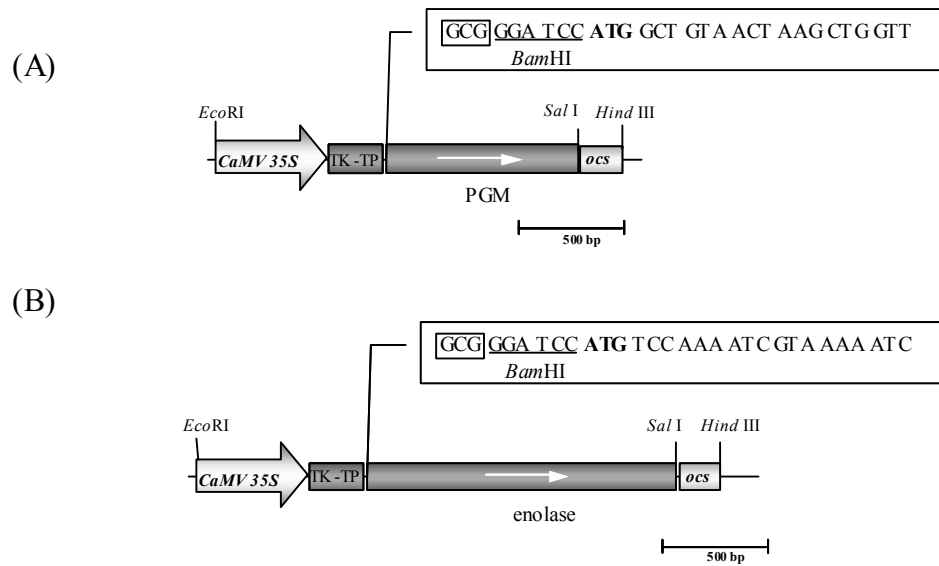 (A)
GCG GGA TCC ATG GCT GTA ACT AAG CTG GTT
BamHI
EcoRI
Sal I
Hind III
CaMV 35S
TK-TP
ocs
PGM
500 bp
(B)
GCG GGA TCC ATG TCC AAA ATC GTA AAA ATC
BamHI
EcoRI
Sal I
Hind III
CaMV 35S
TK-TP
ocs
enolase
500 bp